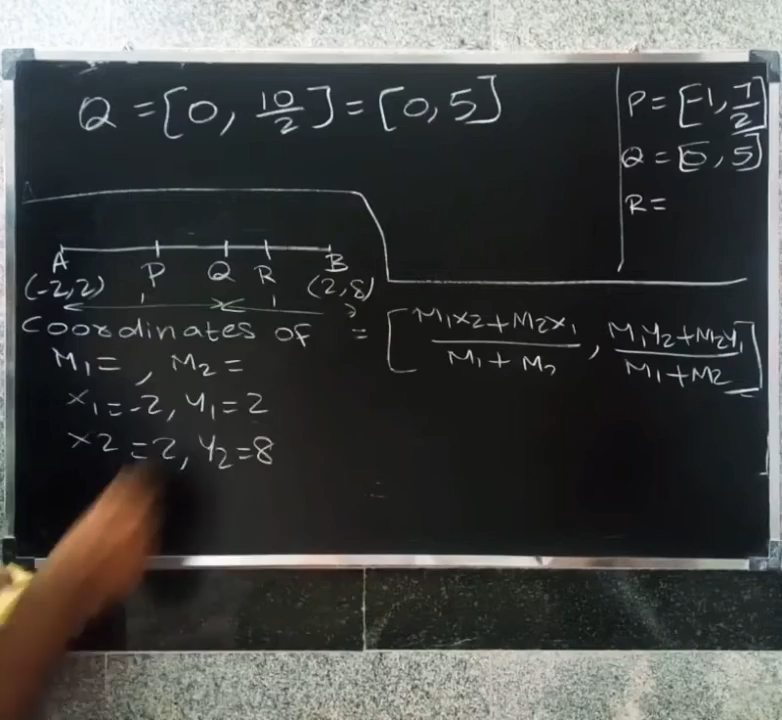 Q = [0, 10/2] = [0, 5]
P = [-1, 7/2]
Q = [0, 5]
R =
A P Q R B
(-2, 2) (2, 8)
Coordinates of = [M1x2+M2x1/M1+M2, M1Y2+M2Y1/M1+M2]
M1= , M2=
x1=-2, Y1=2
x2=2, Y2=8